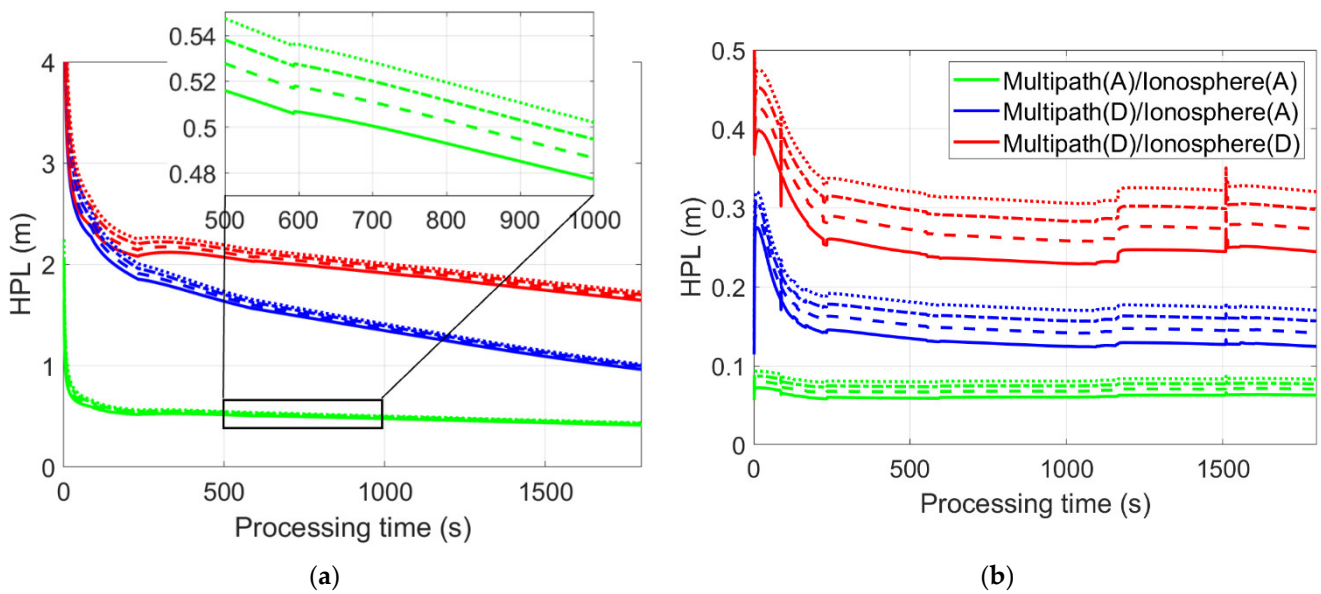 0.54
0.52
0.5
0.48
500 600 700 800 900 1000
4
3
2
1
0
HPL (m)
0 500 1000 1500
Processing time (s)
(a)
0.5
0.4
0.3
0.2
0.1
0
HPL (m)
Multipath(A)/Ionosphere(A)
Multipath(D)/Ionosphere(A)
Multipath(D)/Ionosphere(D)
0 500 1000 1500
Processing time (s)
(b)